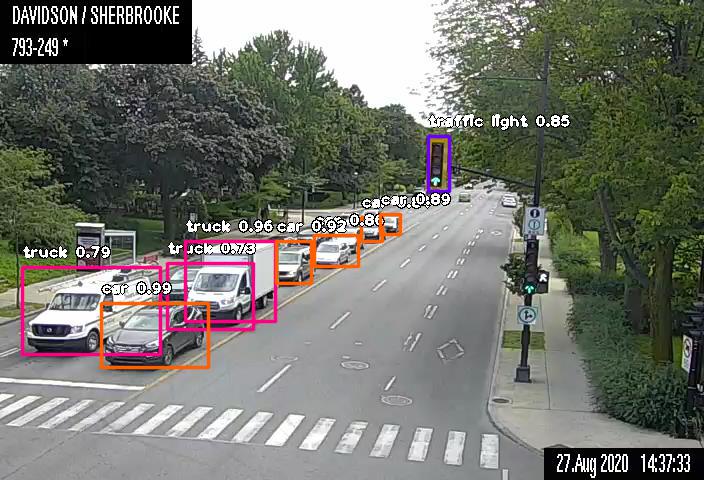 DAVIDSON / SHERBROOKE
793-249 *
traffic light 0.85
car 0.89
truck 0.96
car 0.92
truck 0.79
truck 0.73
car 0.99
27.Aug 2020 14:37:33